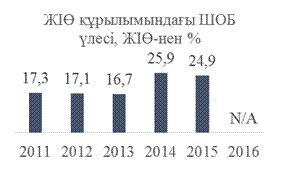 ЖІӨ құрылымындағы ШОБ
үлесі, ЖІӨ-нен %
17,3 17,1 16,7 25,9 24,9 N/A
2011 2012 2013 2014 2015 2016